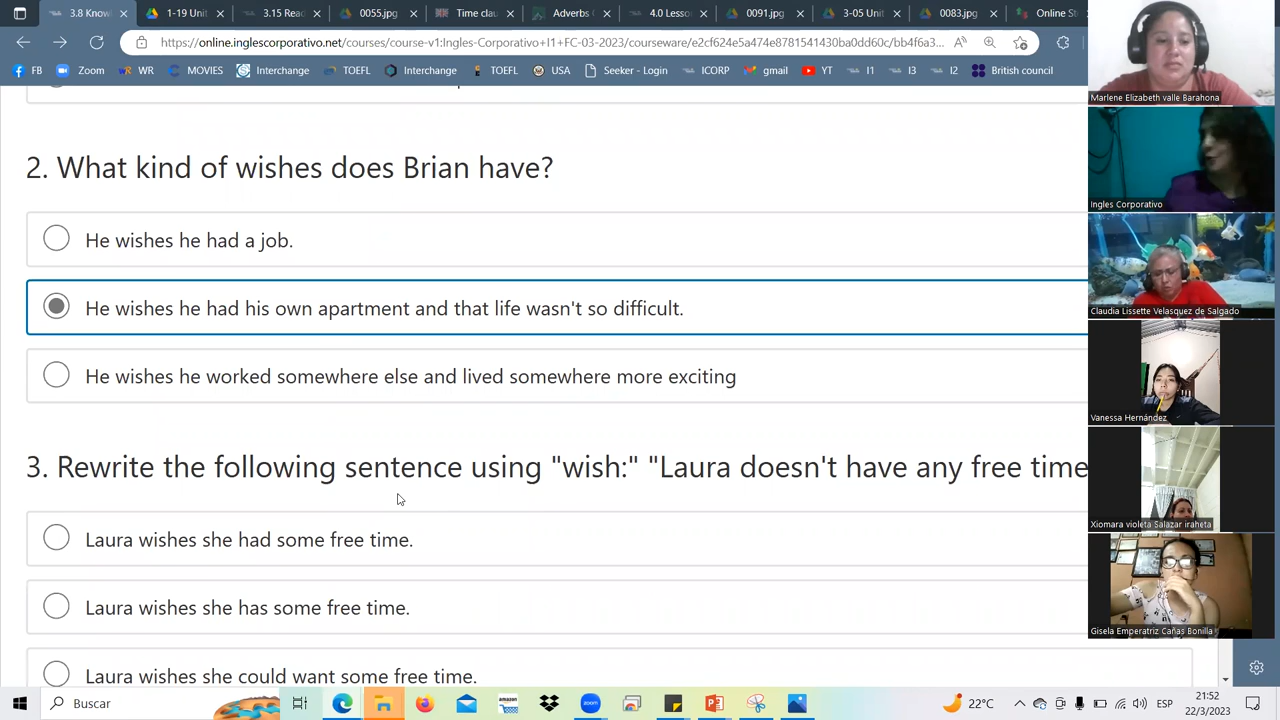 3.8 Know
1-19 Unit
3.15 Reac
0055.jpg
Time clau
Adverbs
4.0 Lesso
0091.jpg
3-05 Unit
0083.jpg
Online St
https://online.inglescorporativo.net/courses/course-v1:Ingles-Corporativo+I1+FC-03-2023/courseware/e2cf624e5a474e8781541430ba0dd60c/bb4f6a3...
FB
Zoom
WR
MOVIES
Interchange
TOEFL
Interchange
TOEFL
USA
Seeker - Login
ICORP
gmail
YT
I1
I3
I2
British council
2. What kind of wishes does Brian have?
He wishes he had a job.
He wishes he had his own apartment and that life wasn't so difficult.
He wishes he worked somewhere else and lived somewhere more exciting
3. Rewrite the following sentence using "wish:" "Laura doesn't have any free time
Laura wishes she had some free time.
Laura wishes she has some free time.
Laura wishes she could want some free time.
Marlene Elizabeth valle Barahona
Ingles Corporativo
Claudia Lissette Velasquez de Salgado
Vanessa Hernández
Xiomara violeta Salazar iraheta
Gisela Emperatriz Cañas Bonilla
Buscar
22°C
ESP
21:52
22/3/2023